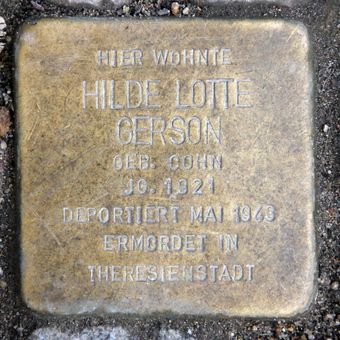 HIER WOHNTE
HILDE LOTTE
GERSON
GEB. COHN
JG. 1921
DEPORTIERT MAI 1943
ERMORDET IN
THERESIENSTADT